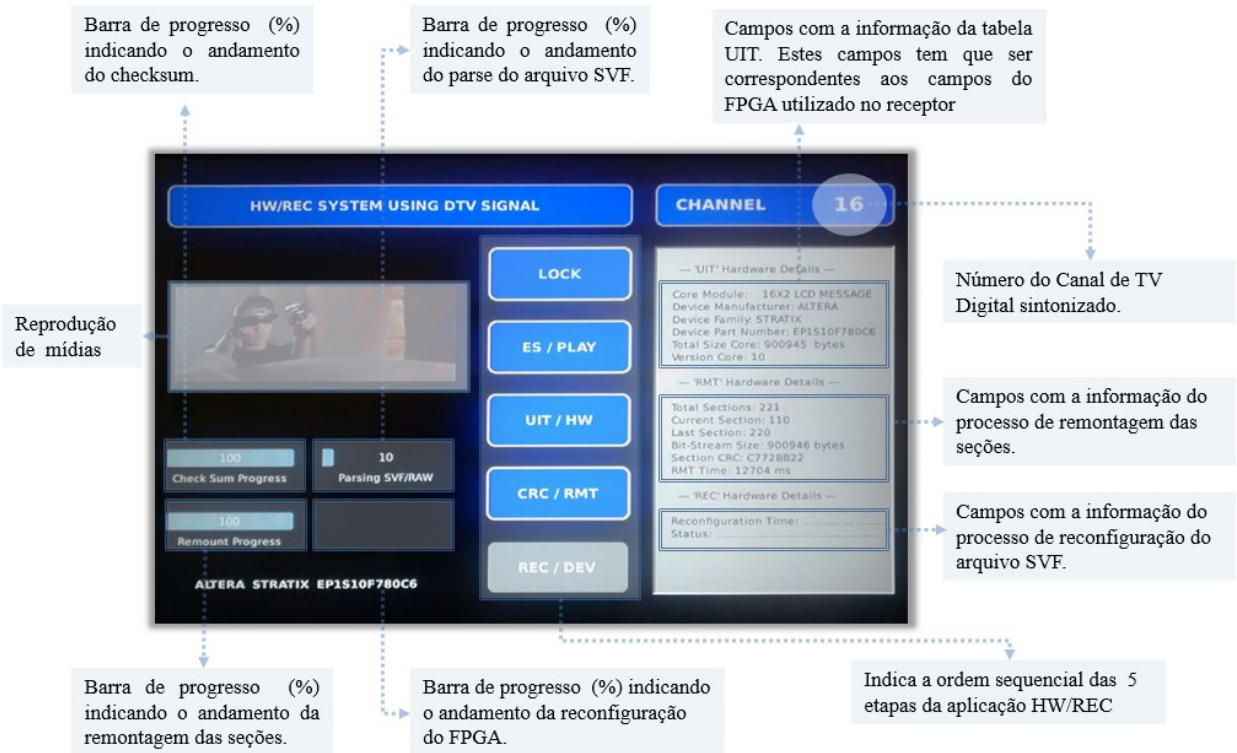 Barra de progresso (%)
indicando o andamento
do checksum.
Barra de progresso (%)
indicando o andamento
do parse do arquivo SVF.
Campos com a informação da tabela
UIT. Estes campos tem que ser
correspondentes aos campos do
FPGA utilizado no receptor
HW/REC SYSTEM USING DTV SIGNAL
CHANNEL 16
Reprodução
de mídias
LOCK
ES / PLAY
UIT / HW
CRC / RMT
REC / DEV
--- 'UIT' Hardware Details ---
Core Module: 16X2 LCD MESSAGE
Device Manufacturer: ALTERA
Device Family: STRATIX
Device Part Number: EP1S10F780C6
Total Size Core: 900945 bytes
Version Core: 10
--- 'RMT' Hardware Details ---
Total Sections: 221
Current Section: 110
Last Section: 220
Bit-Stream Size: 900946 bytes
Section CRC: C772BB22
RMT Time: 12704 ms
--- 'REC' Hardware Details ---
Reconfiguration Time: ......................
Status: .......................................
100
Check Sum Progress
10
Parsing SVF/RAW
100
Remount Progress
ALTERA STRATIX EP1S10F780C6
Número do Canal de TV
Digital sintonizado.
Campos com a informação do
processo de remontagem das
seções.
Campos com a informação do
processo de reconfiguração do
arquivo SVF.
Barra de progresso (%)
indicando o andamento da
remontagem das seções.
Barra de progresso (%) indicando
o andamento da reconfiguração
do FPGA.
Indica a ordem sequencial das 5
etapas da aplicação HW/REC